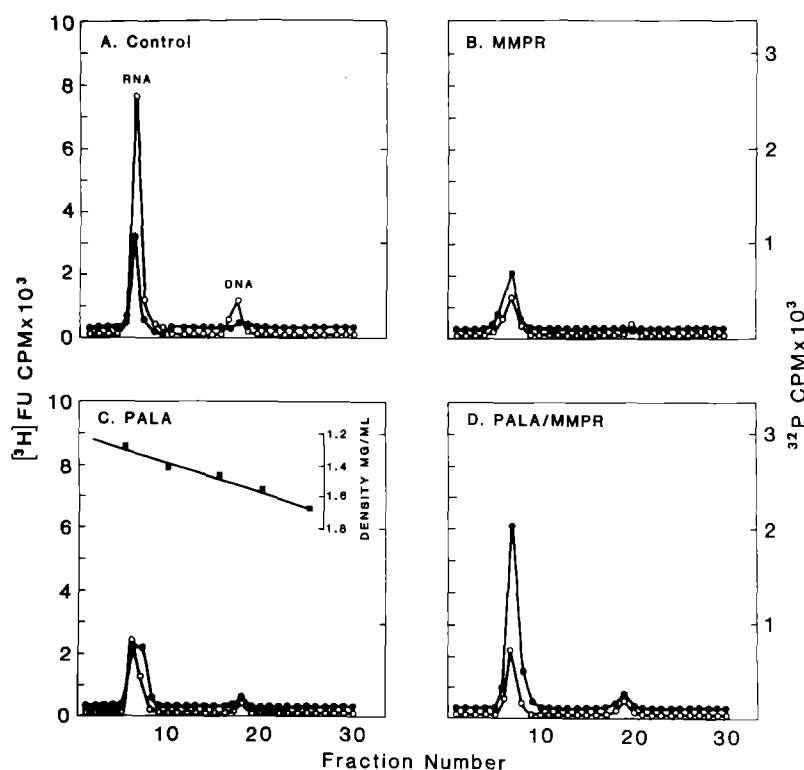 A. Control
B. MMPR
RNA
DNA
10
8
6
4
2
0
3
2
1
[³H]FU CPMx10³
³²P CPMx10³
C. PALA
D. PALA/MMPR
10
8
6
4
2
0
1.2
1.4
1.6
1.8
DENSITY MG/ML
3
2
1
10
20
30
10
20
30
Fraction Number